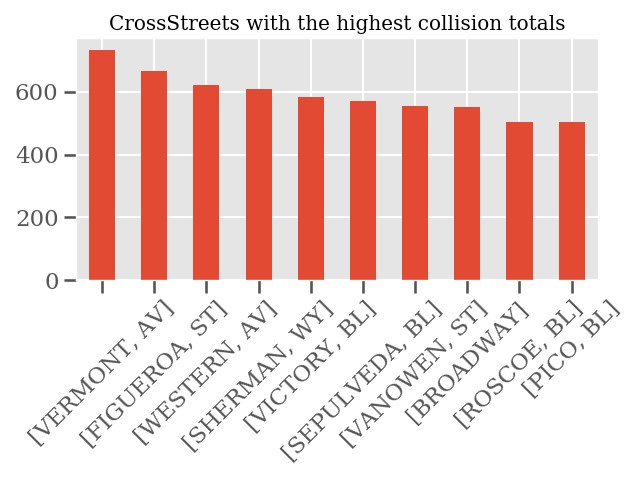 CrossStreets with the highest collision totals
600
400
200
0
[VERMONT, AV]
[FIGUEROA, ST]
[WESTERN, AV]
[SHERMAN, WY]
[VICTORY, BL]
[SEPULVEDA, BL]
[VANOWEN, ST]
[BROADWAY]
[ROSCOE, BL]
[PICO, BL]